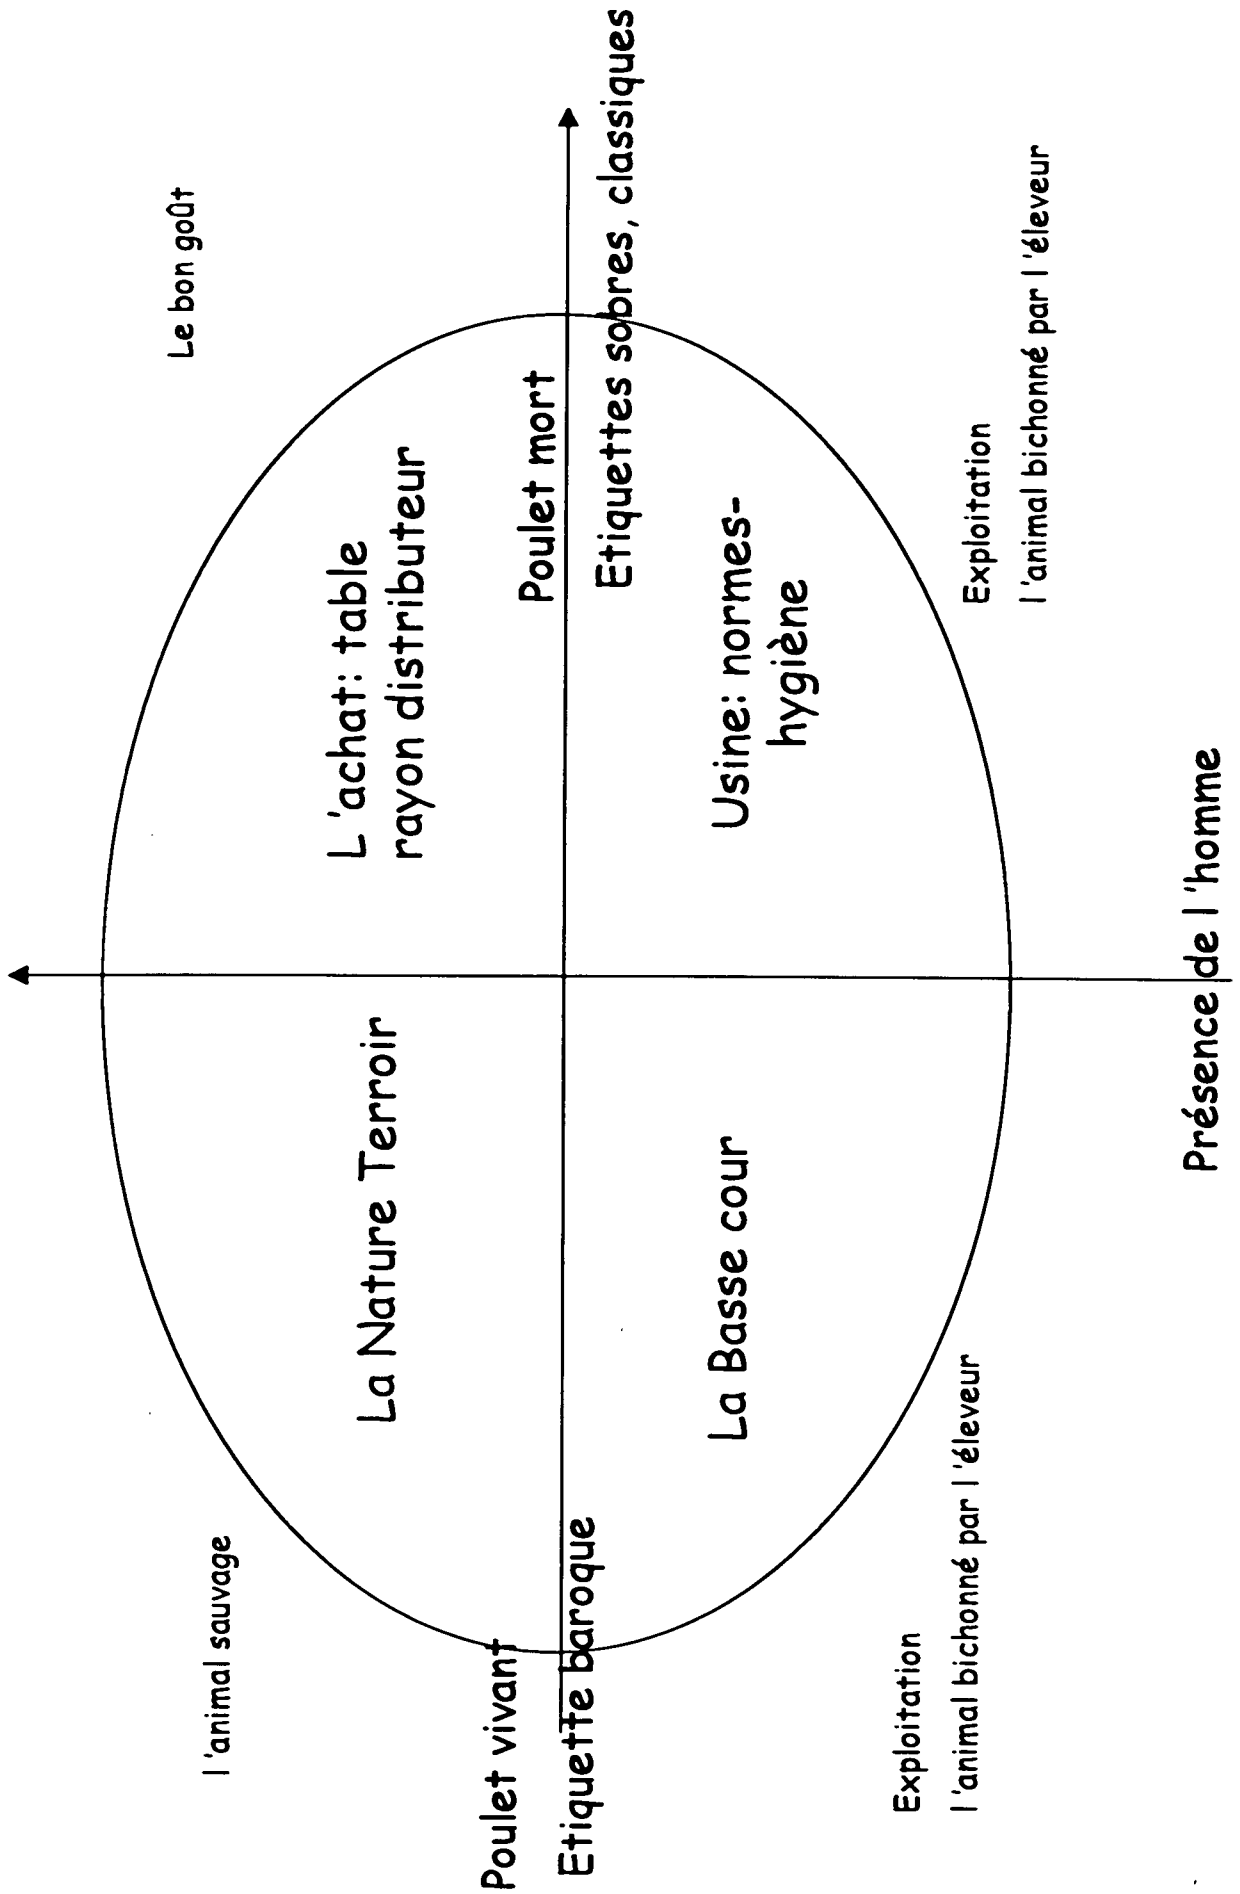 l'animal sauvage
Le bon goût
La Nature Terroir
L'achat: table
rayon distributeur
Poulet vivant
Poulet mort
Etiquette baroque
Etiquettes sobres, classiques
La Basse cour
Usine: normes-
hygiène
Exploitation
l'animal bichonné par l'éleveur
Exploitation
l'animal bichonné par l'éleveur
Présence de l'homme